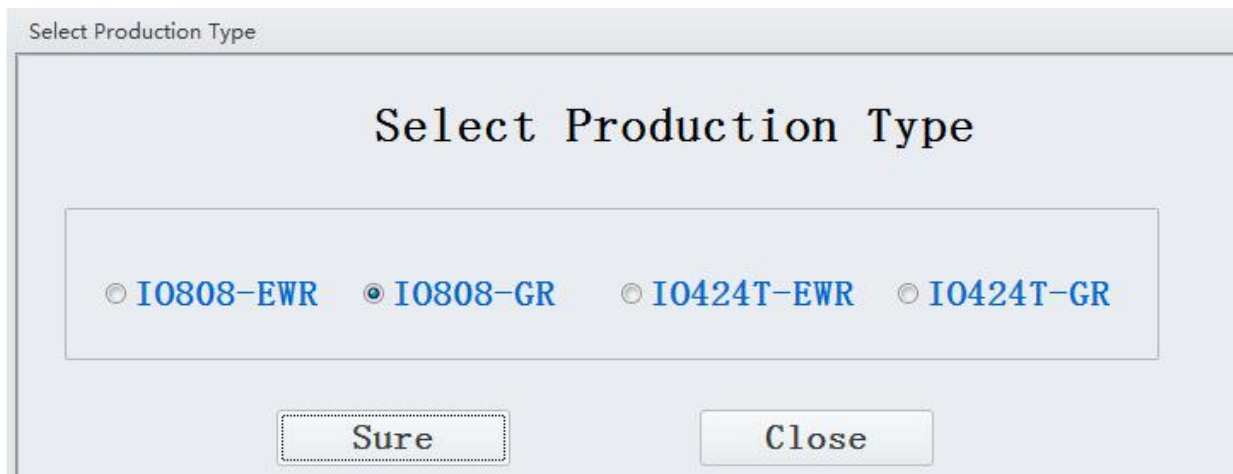 Select Production Type
Select Production Type
IO808-EWR IO808-GR IO424T-EWR IO424T-GR
Sure Close